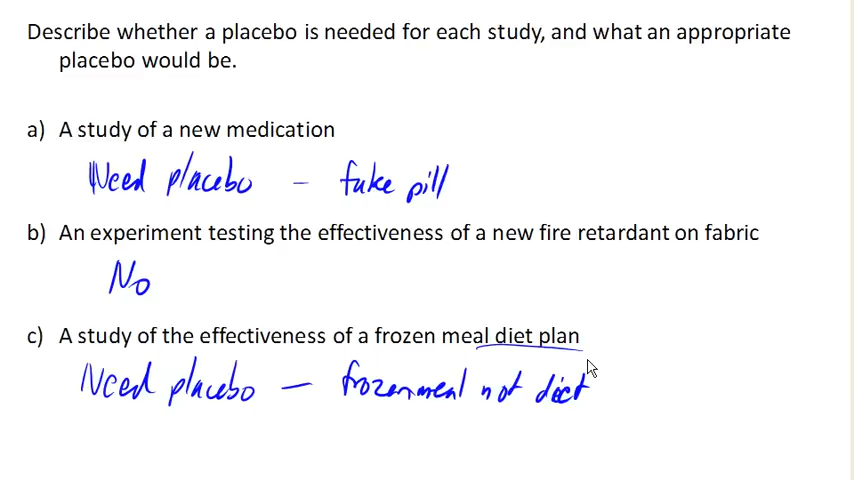 Describe whether a placebo is needed for each study, and what an appropriate
placebo would be.
a) A study of a new medication
Need placebo – fake pill
b) An experiment testing the effectiveness of a new fire retardant on fabric
No
c) A study of the effectiveness of a frozen meal diet plan
Need placebo – frozen meal not diet